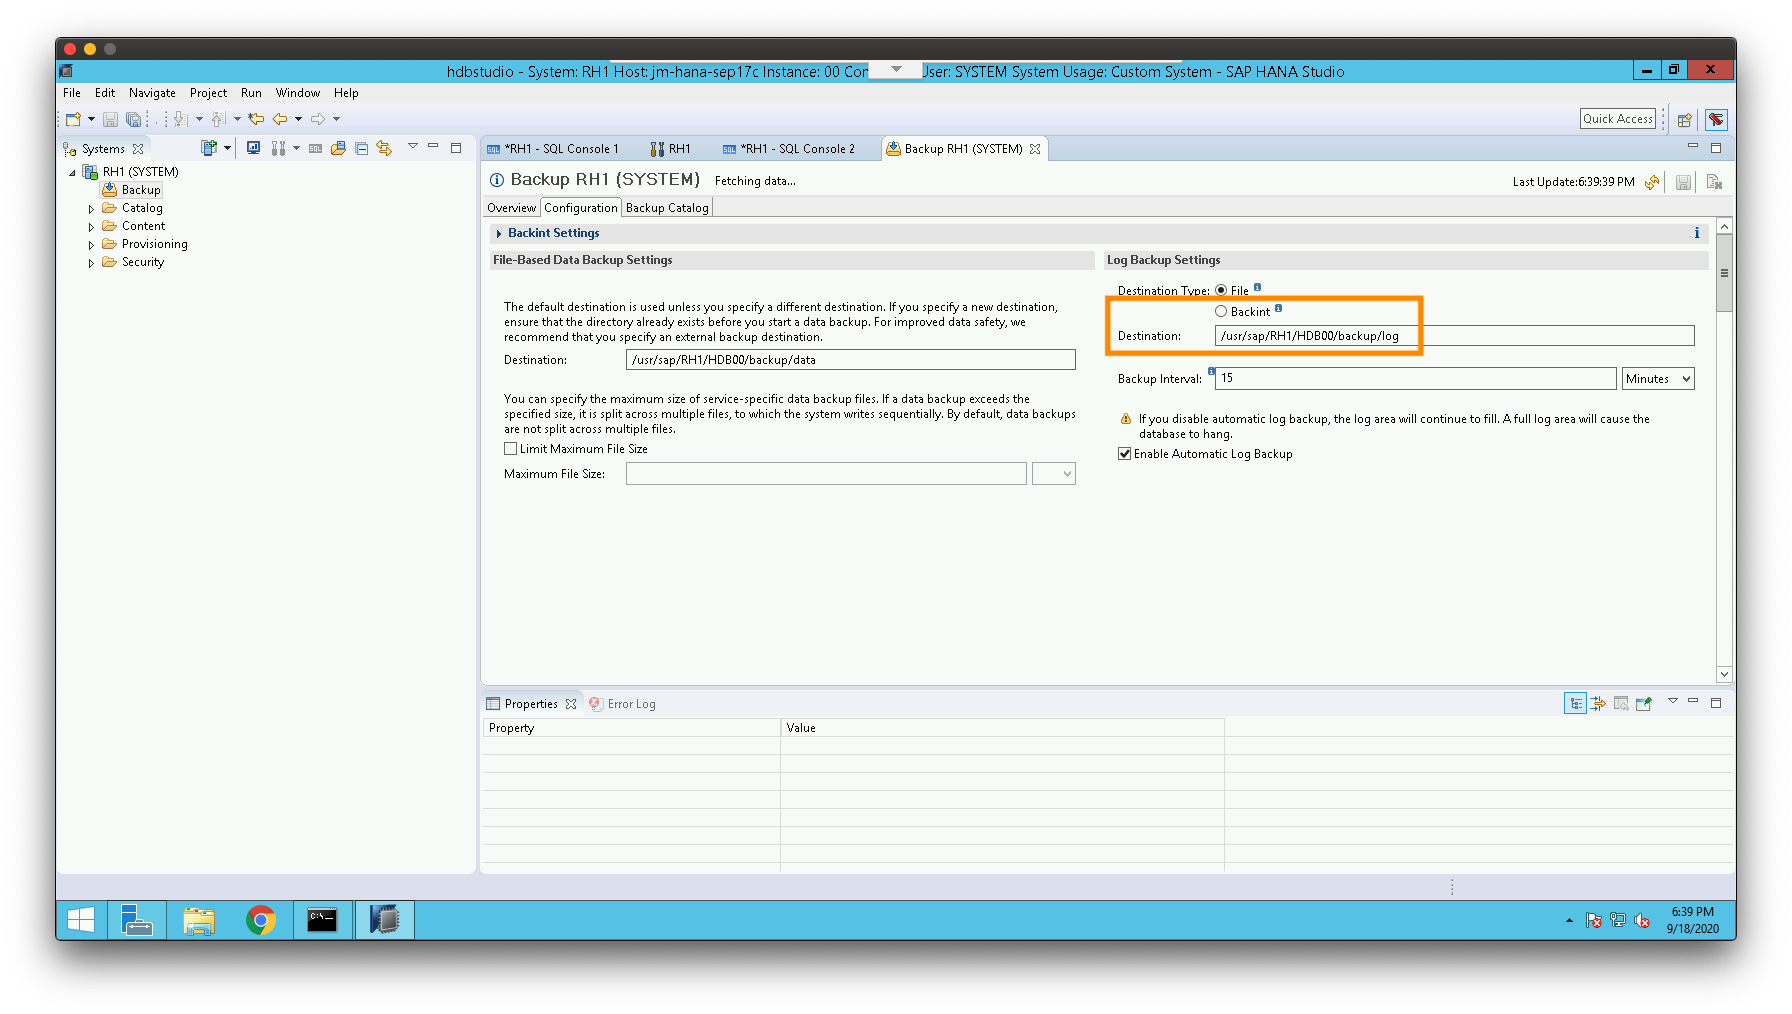 hdbstudio - System: RH1 Host: jm-hana-sep17c Instance: 00 Con User: SYSTEM System Usage: Custom System - SAP HANA Studio
File Edit Navigate Project Run Window Help
Quick Access
Systems
RH1 (SYSTEM)
Backup
Catalog
Content
Provisioning
Security
*RH1 - SQL Console 1
RH1
*RH1 - SQL Console 2
Backup RH1 (SYSTEM)
Backup RH1 (SYSTEM) Fetching data...
Last Update:6:39:39 PM
Overview Configuration Backup Catalog
Backint Settings
File-Based Data Backup Settings
The default destination is used unless you specify a different destination. If you specify a new destination,
ensure that the directory already exists before you start a data backup. For improved data safety, we
recommend that you specify an external backup destination.
Destination: /usr/sap/RH1/HDB00/backup/data
You can specify the maximum size of service-specific data backup files. If a data backup exceeds the
specified size, it is split across multiple files, to which the system writes sequentially. By default, data backups
are not split across multiple files.
Limit Maximum File Size
Maximum File Size:
Log Backup Settings
Destination Type: File
Backint
Destination: /usr/sap/RH1/HDB00/backup/log
Backup Interval: 15 Minutes
If you disable automatic log backup, the log area will continue to fill. A full log area will cause the
database to hang.
Enable Automatic Log Backup
Properties
Error Log
Property Value
6:39 PM
9/18/2020